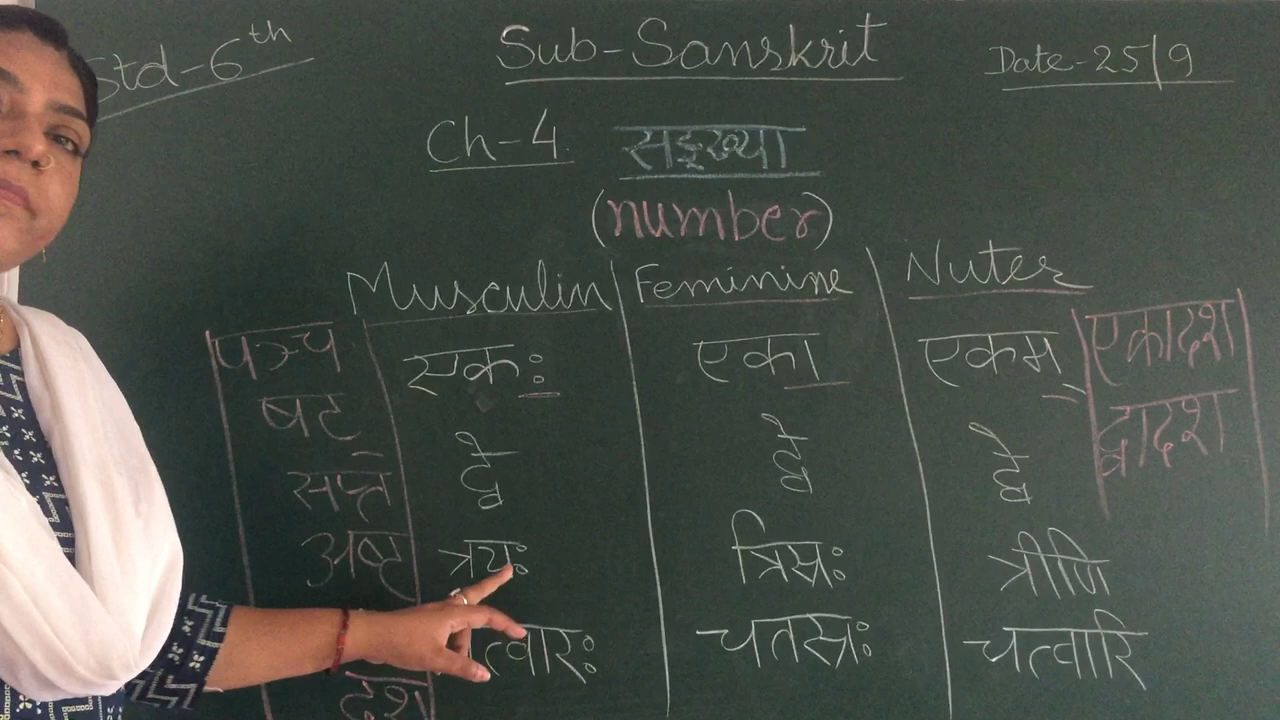 Std-6th
Sub-Sanskrit
Date-25/9
Ch-4 सङ्ख्या
(number)
Musculin Feminine Nuter
पञ्च एकः एका एकम् एकादश
षट् द्वे द्वे द्वे द्वादश
सप्त त्रयः त्रिस्रः त्रीणि
अष्ट त्वारः चतस्रः चत्वारि
दश